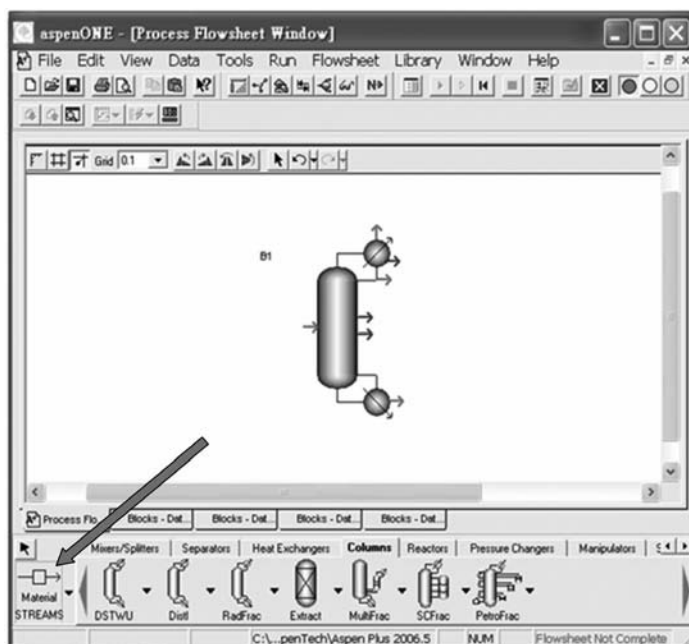 aspenONE - [Process Flowsheet Window]
File Edit View Data Tools Run Flowsheet Library Window Help
N»
Grid 0.1
B1
Process Flo... Blocks - Dat... Blocks - Dat... Blocks - Dat... Blocks - Dat...
Mixers/Splitters Separators Heat Exchangers Columns Reactors Pressure Changers Manipulators S
Material
STREAMS DSTWU Distl RadFrac Extract MultiFrac SCFrac PetroFrac
C:\...penTech\Aspen Plus 2006.5 NUM Flowsheet Not Complete